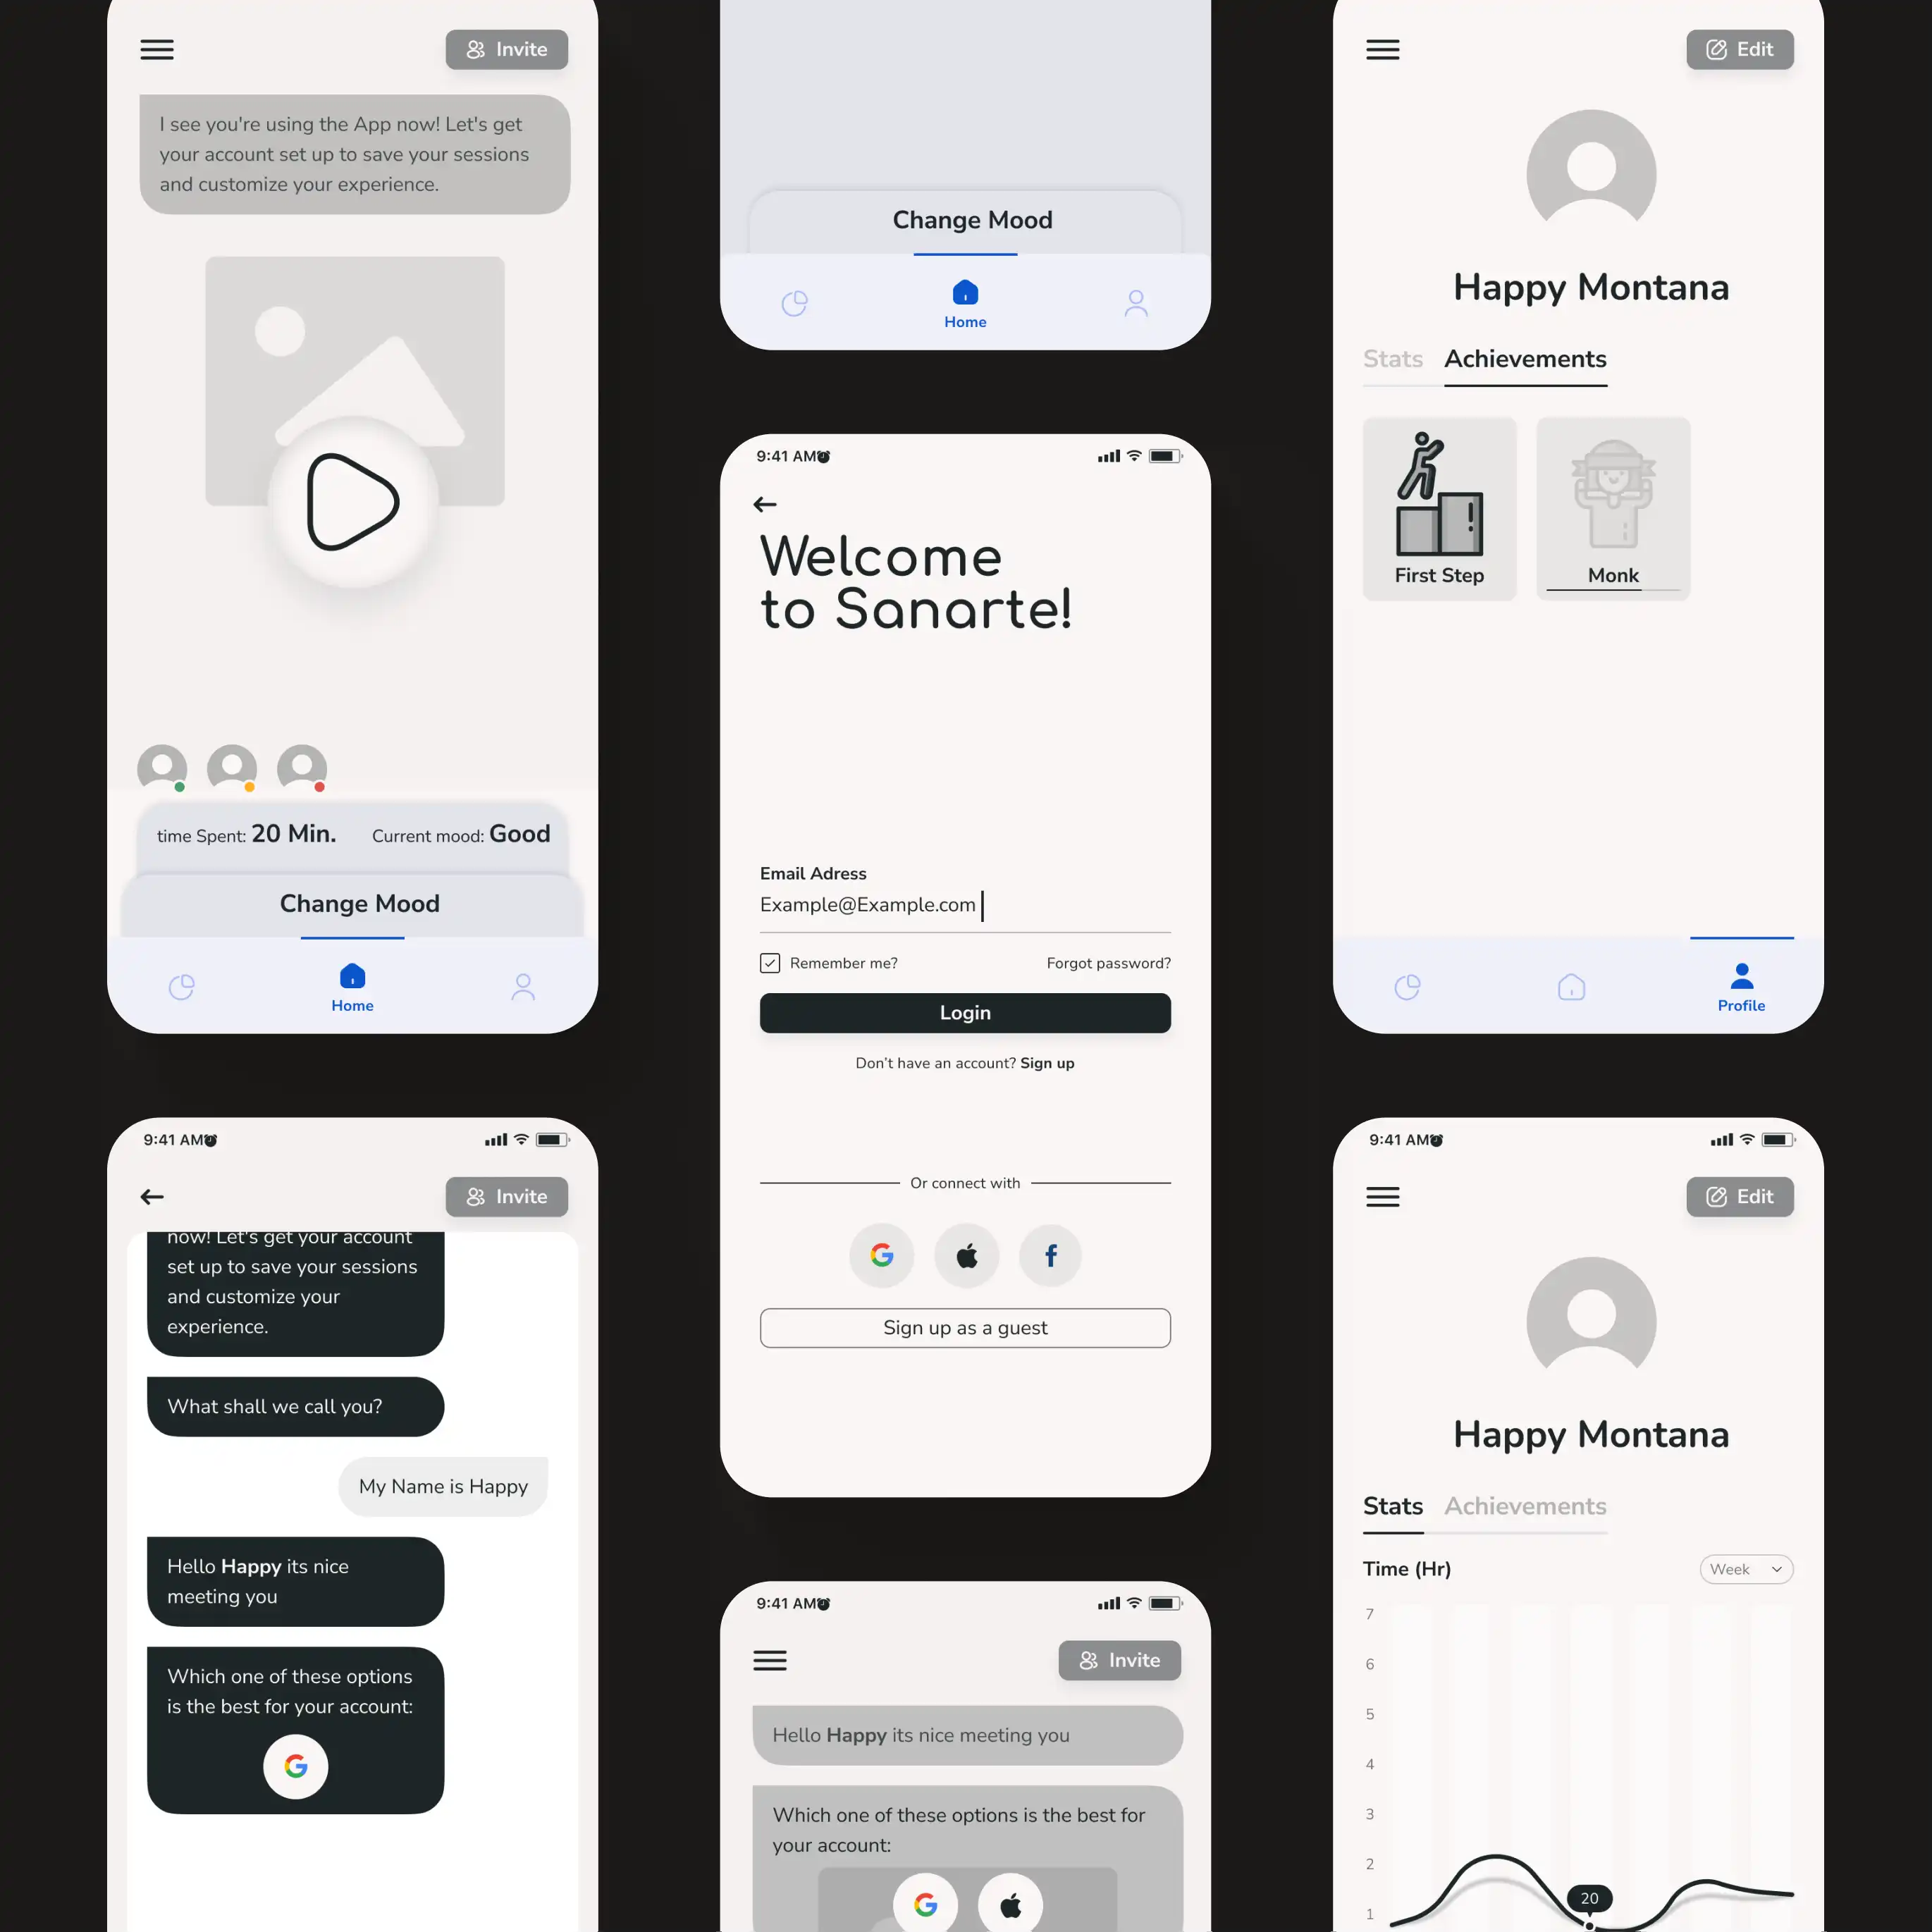 Invite
I see you're using the App now! Let's get
your account set up to save your sessions
and customize your experience.
time Spent: 20 Min. Current mood: Good
Change Mood
Home
9:41 AM
Invite
now! Let's get your account
set up to save your sessions
and customize your
experience.
What shall we call you?
My Name is Happy
Hello Happy its nice
meeting you
Which one of these options
is the best for your account:
Change Mood
Home
9:41 AM
Welcome
to Sanarte!
Email Adress
Example@Example.com
Remember me? Forgot password?
Login
Don't have an account? Sign up
Or connect with
Sign up as a guest
9:41 AM
Invite
Hello Happy its nice meeting you
Which one of these options is the best for
your account:
Edit
Happy Montana
Stats Achievements
First Step Monk
Profile
9:41 AM
Edit
Happy Montana
Stats Achievements
Time (Hr) Week
7
6
5
4
3
2
20
1